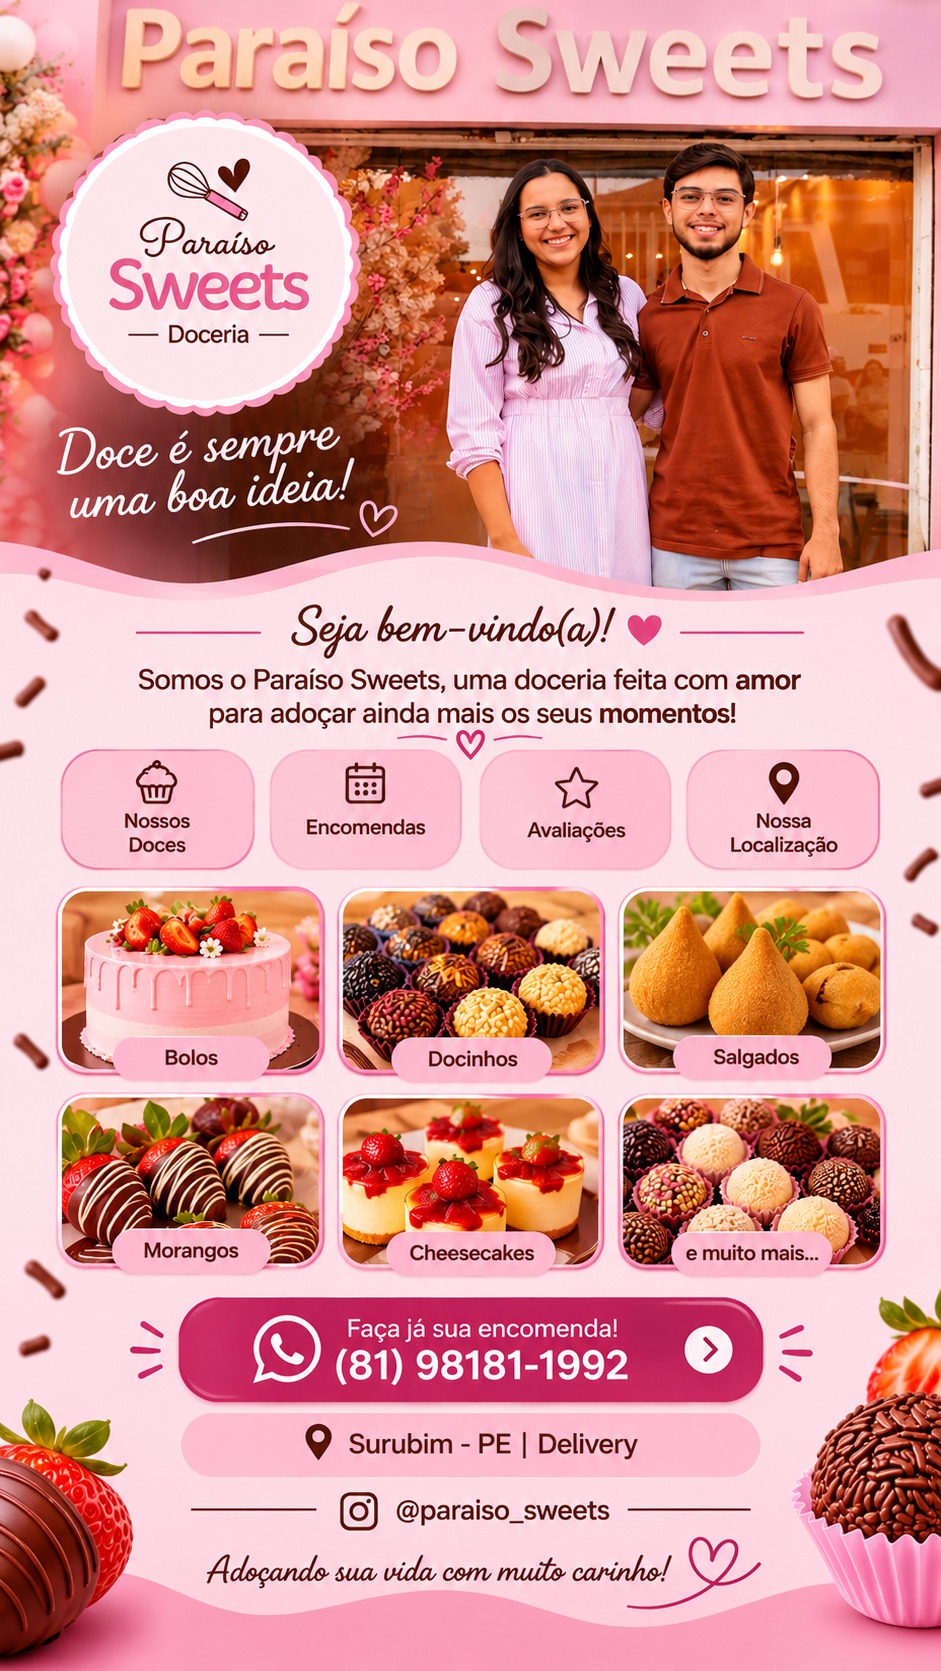 Paraíso Sweets
Paraíso
Sweets
Doceria
Doce é sempre
uma boa ideia!
Seja bem-vindo(a)!
Somos o Paraíso Sweets, uma doceria feita com amor
para adoçar ainda mais os seus momentos!
Nossos
Doces
Encomendas
Avaliações
Nossa
Localização
Bolos
Docinhos
Salgados
Morangos
Cheesecakes
e muito mais...
Faça já sua encomenda!
(81) 98181-1992
Surubim - PE | Delivery
@paraiso_sweets
Adoçando sua vida com muito carinho!